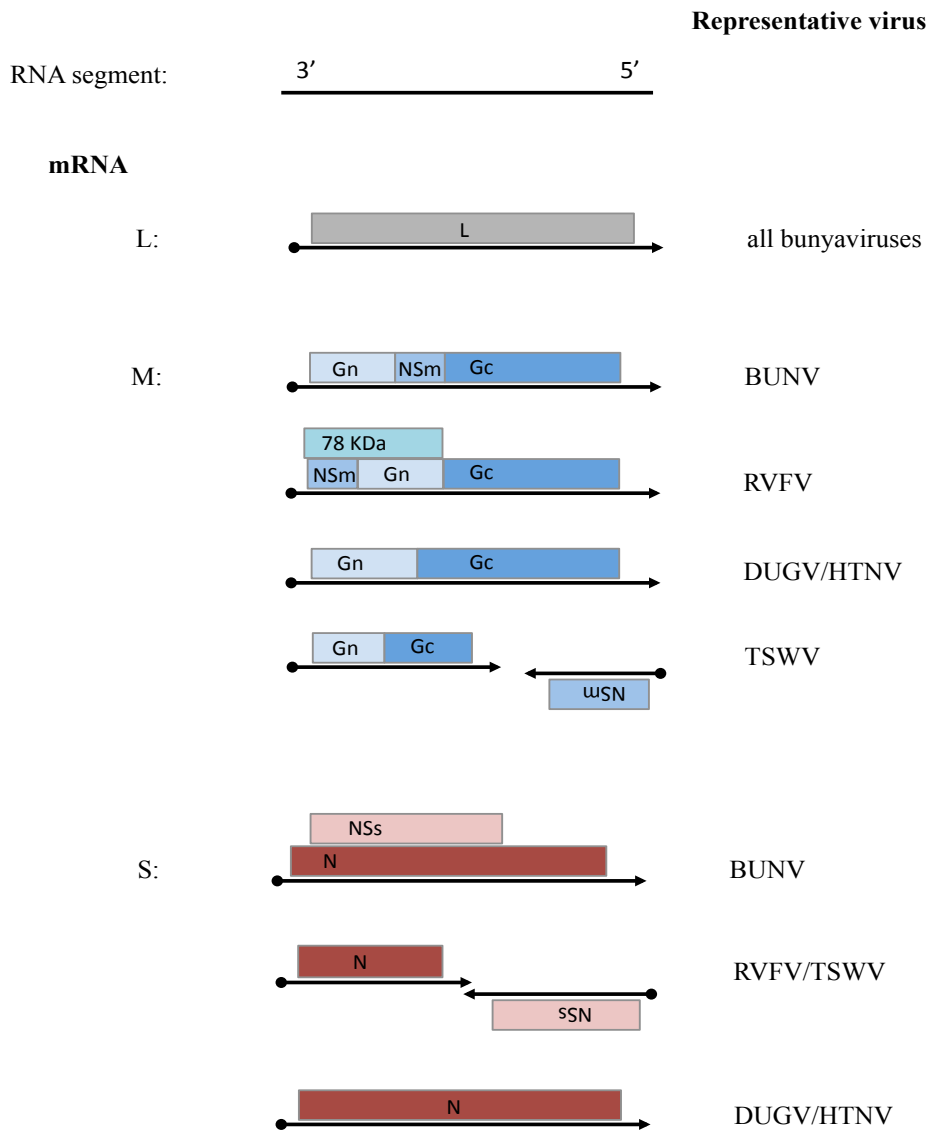 Representative virus
3’ 5’
RNA segment:
mRNA
L
L: all bunyaviruses
Gn NSm Gc
M: BUNV
78 KDa
NSm Gn Gc
RVFV
Gn Gc
DUGV/HTNV
Gn Gc
TSWV
NSm
NSs
N
S: BUNV
N
RVFV/TSWV
NSs
N
DUGV/HTNV